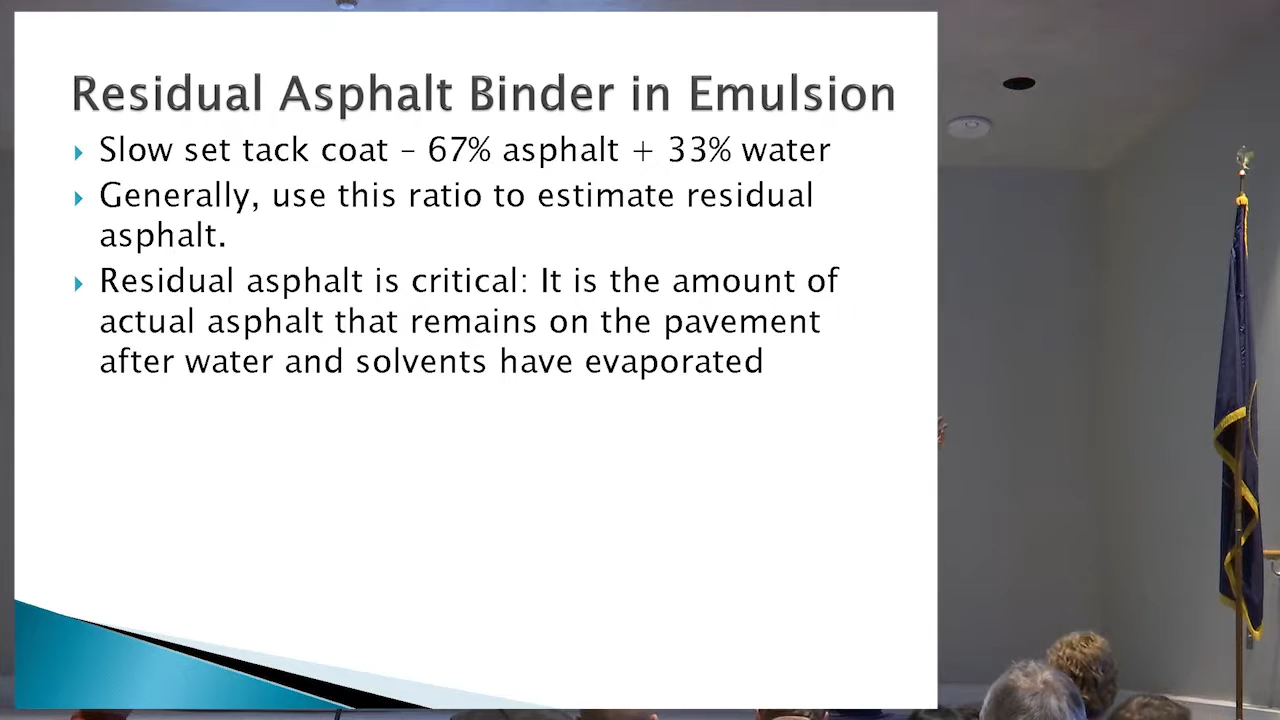 Residual Asphalt Binder in Emulsion
Slow set tack coat – 67% asphalt + 33% water
Generally, use this ratio to estimate residual
asphalt.
Residual asphalt is critical: It is the amount of
actual asphalt that remains on the pavement
after water and solvents have evaporated